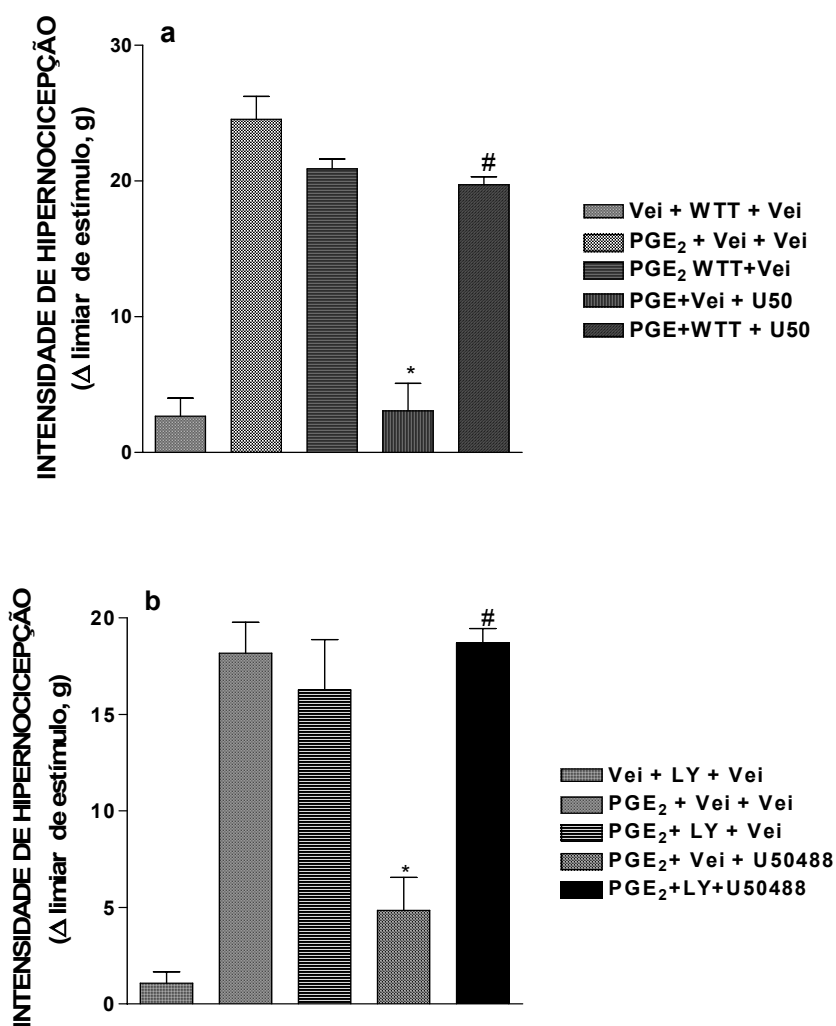 a
INTENSIDADE DE HIPERNOCICEPÇÃO
(Δ limiar de estímulo, g)
30
20
10
0
*
#
Vei + WTT + Vei
PGE₂ + Vei + Vei
PGE₂ WTT+Vei
PGE+Vei + U50
PGE+WTT + U50
b
INTENSIDADE DE HIPERNOCICEPÇÃO
(Δ limiar de estímulo, g)
20
15
10
5
0
*
#
Vei + LY + Vei
PGE₂ + Vei + Vei
PGE₂+ LY + Vei
PGE₂+ Vei + U50488
PGE₂+LY+U50488